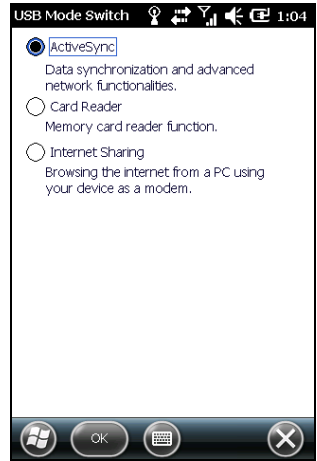 USB Mode Switch 1:04
ActiveSync
Data synchronization and advanced
network functionalities.
Card Reader
Memory card reader function.
Internet Sharing
Browsing the internet from a PC using
your device as a modem.
OK